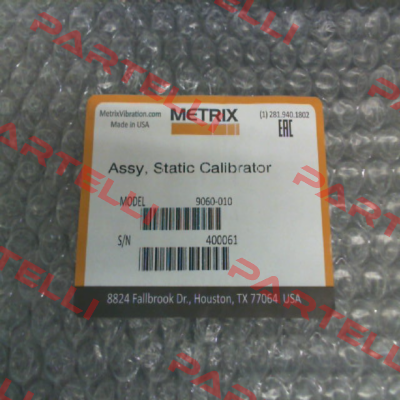 MetrixVibration.com
Made in USA
METRIX
(1) 281.940.1802
EAC
Assy, Static Calibrator
MODEL 9060-010
S/N 400061
8824 Fallbrook Dr., Houston, TX 77064 USA
PARTELLI
PARTELLI
PARTELLI
PARTELLI
PARTELLI